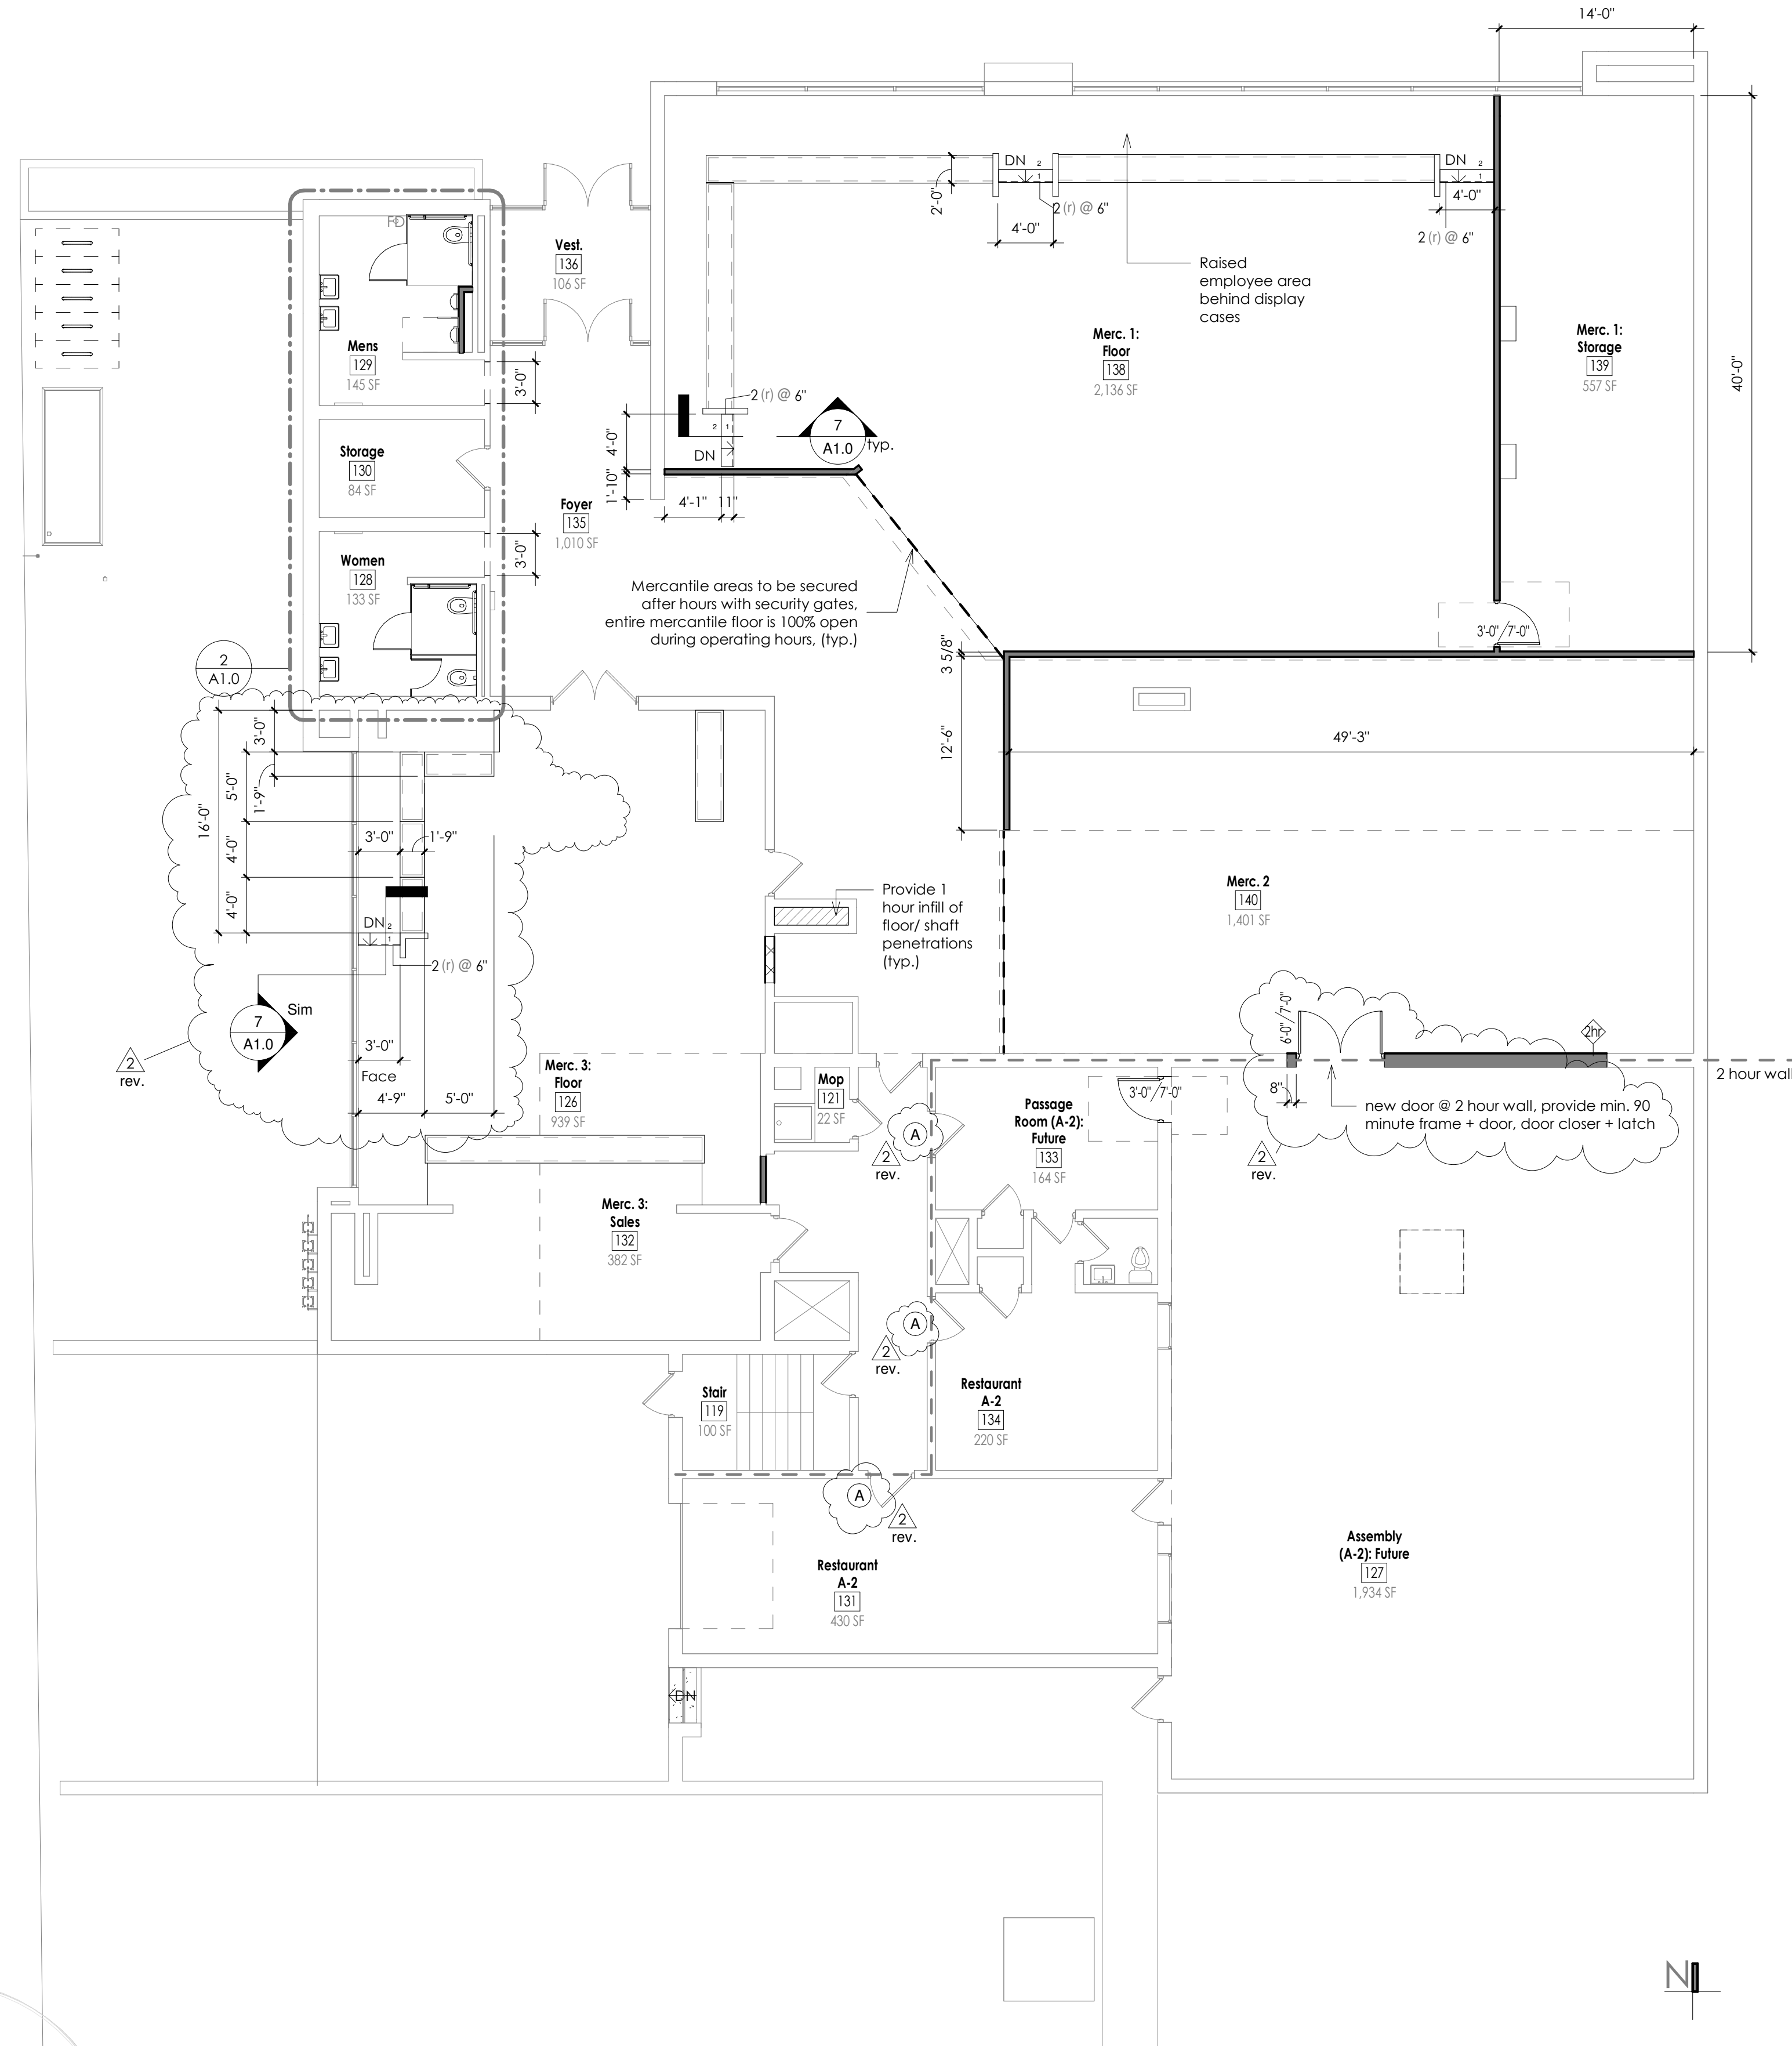 14'-0"
DN 2
1
DN 2
1
2'-0"
4'-0"
2 (r) @ 6"
4'-0"
2 (r) @ 6"
FD
Vest.
136
106 SF
Raised
employee area
behind display
cases
Merc. 1:
Floor
138
2,136 SF
Merc. 1:
Storage
139
557 SF
40'-0"
Mens
129
145 SF
3'-0"
2 (r) @ 6"
2 1
DN
4'-0"
7
A1.0
typ.
Storage
130
84 SF
1'-10"
4'-1"
11"
Foyer
135
1,010 SF
Women
128
133 SF
3'-0"
Mercantile areas to be secured
after hours with security gates,
entire mercantile floor is 100% open
during operating hours, (typ.)
3'-0"/7'-0"
3 5/8"
2
A1.0
12'-6"
49'-3"
3'-0"
5'-0"
1'-9"
16'-0"
4'-0"
4'-0"
3'-0"
1'-9"
DN 2
1
2 (r) @ 6"
Provide 1
hour infill of
floor/ shaft
penetrations
(typ.)
Merc. 2
140
1,401 SF
7
A1.0
Sim
2
rev.
3'-0"
Face
4'-9"
5'-0"
Merc. 3:
Floor
126
939 SF
Mop
121
22 SF
A
2
rev.
Passage
Room (A-2):
Future
133
164 SF
3'-0"/7'-0"
6'-0"/7'-0"
2hr
2 hour wall
8"
new door @ 2 hour wall, provide min. 90
minute frame + door, door closer + latch
2
rev.
Merc. 3:
Sales
132
382 SF
A
2
rev.
Stair
119
100 SF
Restaurant
A-2
134
220 SF
A
2
rev.
Restaurant
A-2
131
430 SF
Assembly
(A-2): Future
127
1,934 SF
DN
N